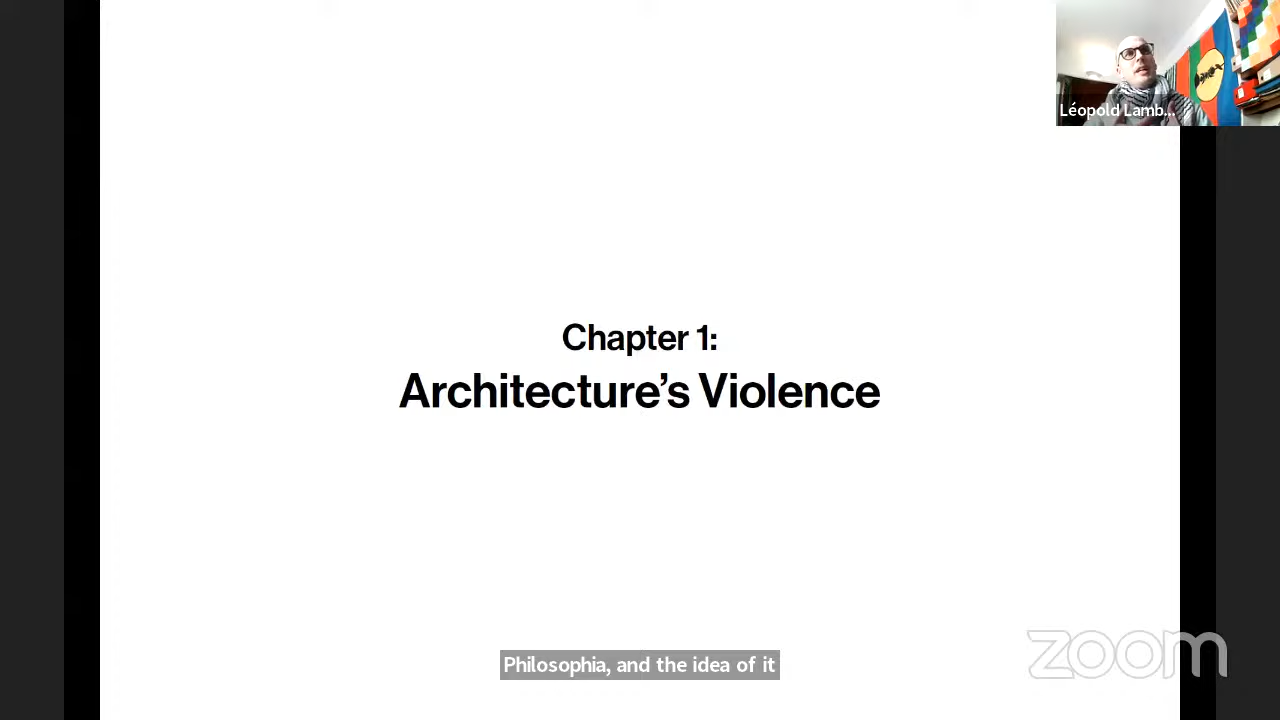 Léopold Lamb...
Chapter 1:
Architecture’s Violence
Philosophia, and the idea of it
zoom